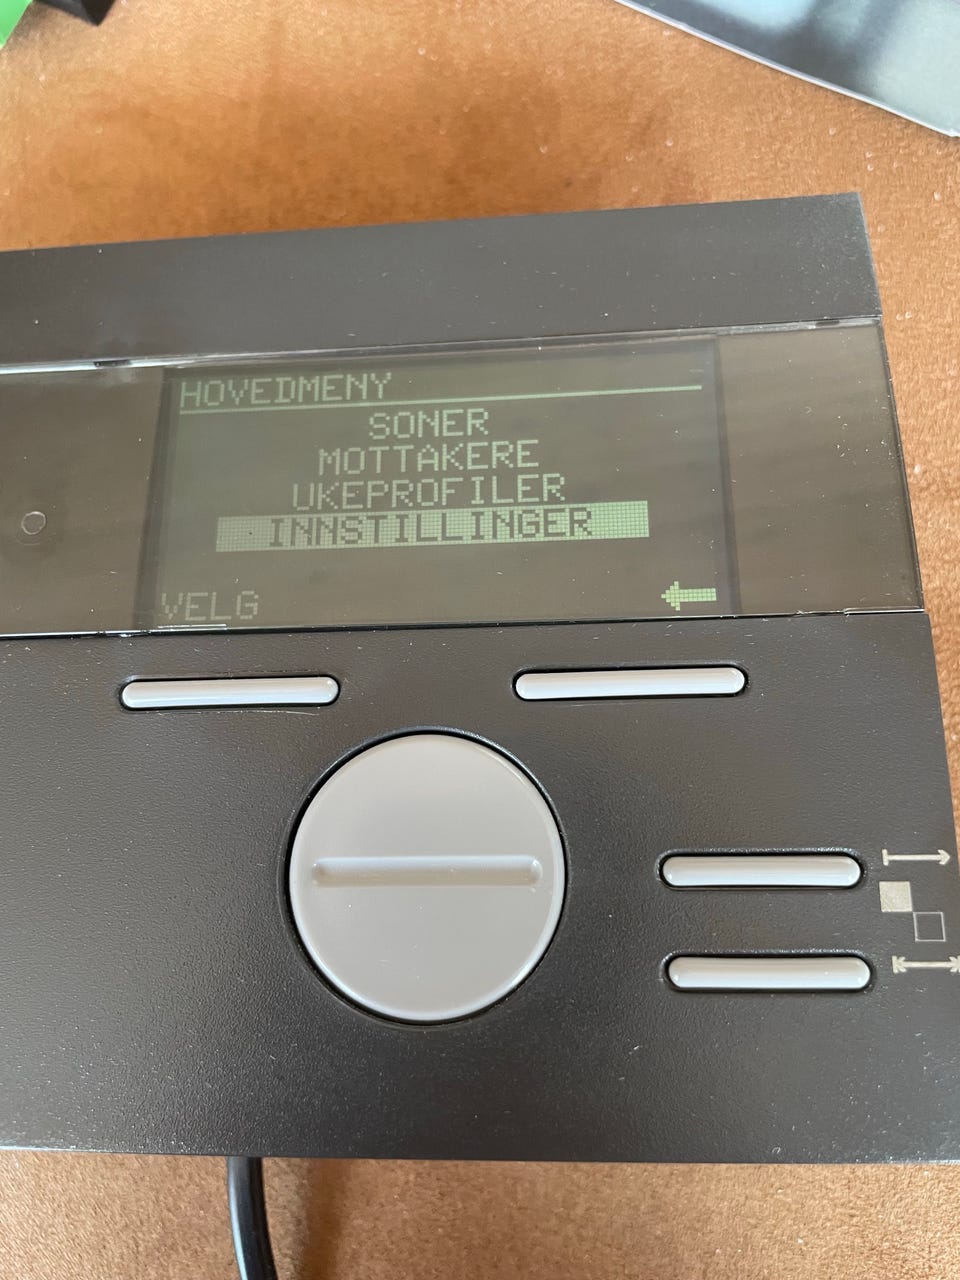 HOVEDMENY
SONER
MOTTAKERE
UKEPROFILER
INNSTILLINGER
VELG